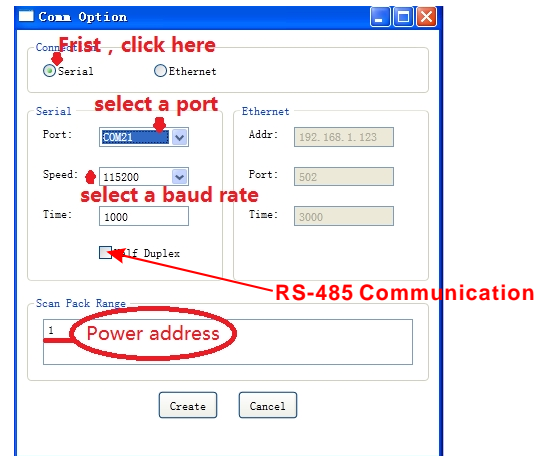 Comm Option
Connection
Frist , click here
Serial
Ethernet
select a port
Serial
Port: COM21
Speed: 115200
select a baud rate
Time: 1000
Half Duplex
Ethernet
Addr: 192.168.1.123
Port: 502
Time: 3000
RS-485 Communication
Scan Pack Range
1
Power address
Create
Cancel